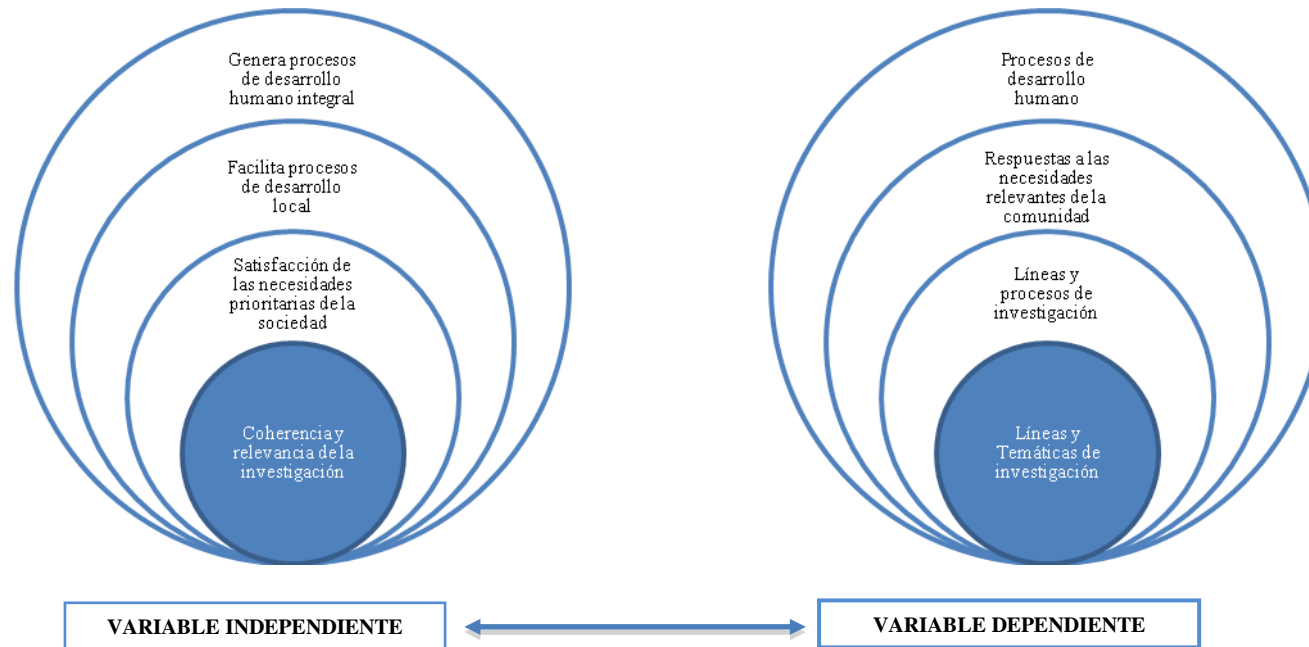 Genera procesos
de desarrollo
humano integral
Facilita procesos
de desarrollo
local
Satisfacción de
las necesidades
prioritarias de la
sociedad
Coherencia y
relevancia de la
investigación
VARIABLE INDEPENDIENTE
Procesos de
desarrollo
humano
Respuestas a las
necesidades
relevantes de la
comunidad
Líneas y
procesos de
investigación
Líneas y
Temáticas de
investigación
VARIABLE DEPENDIENTE